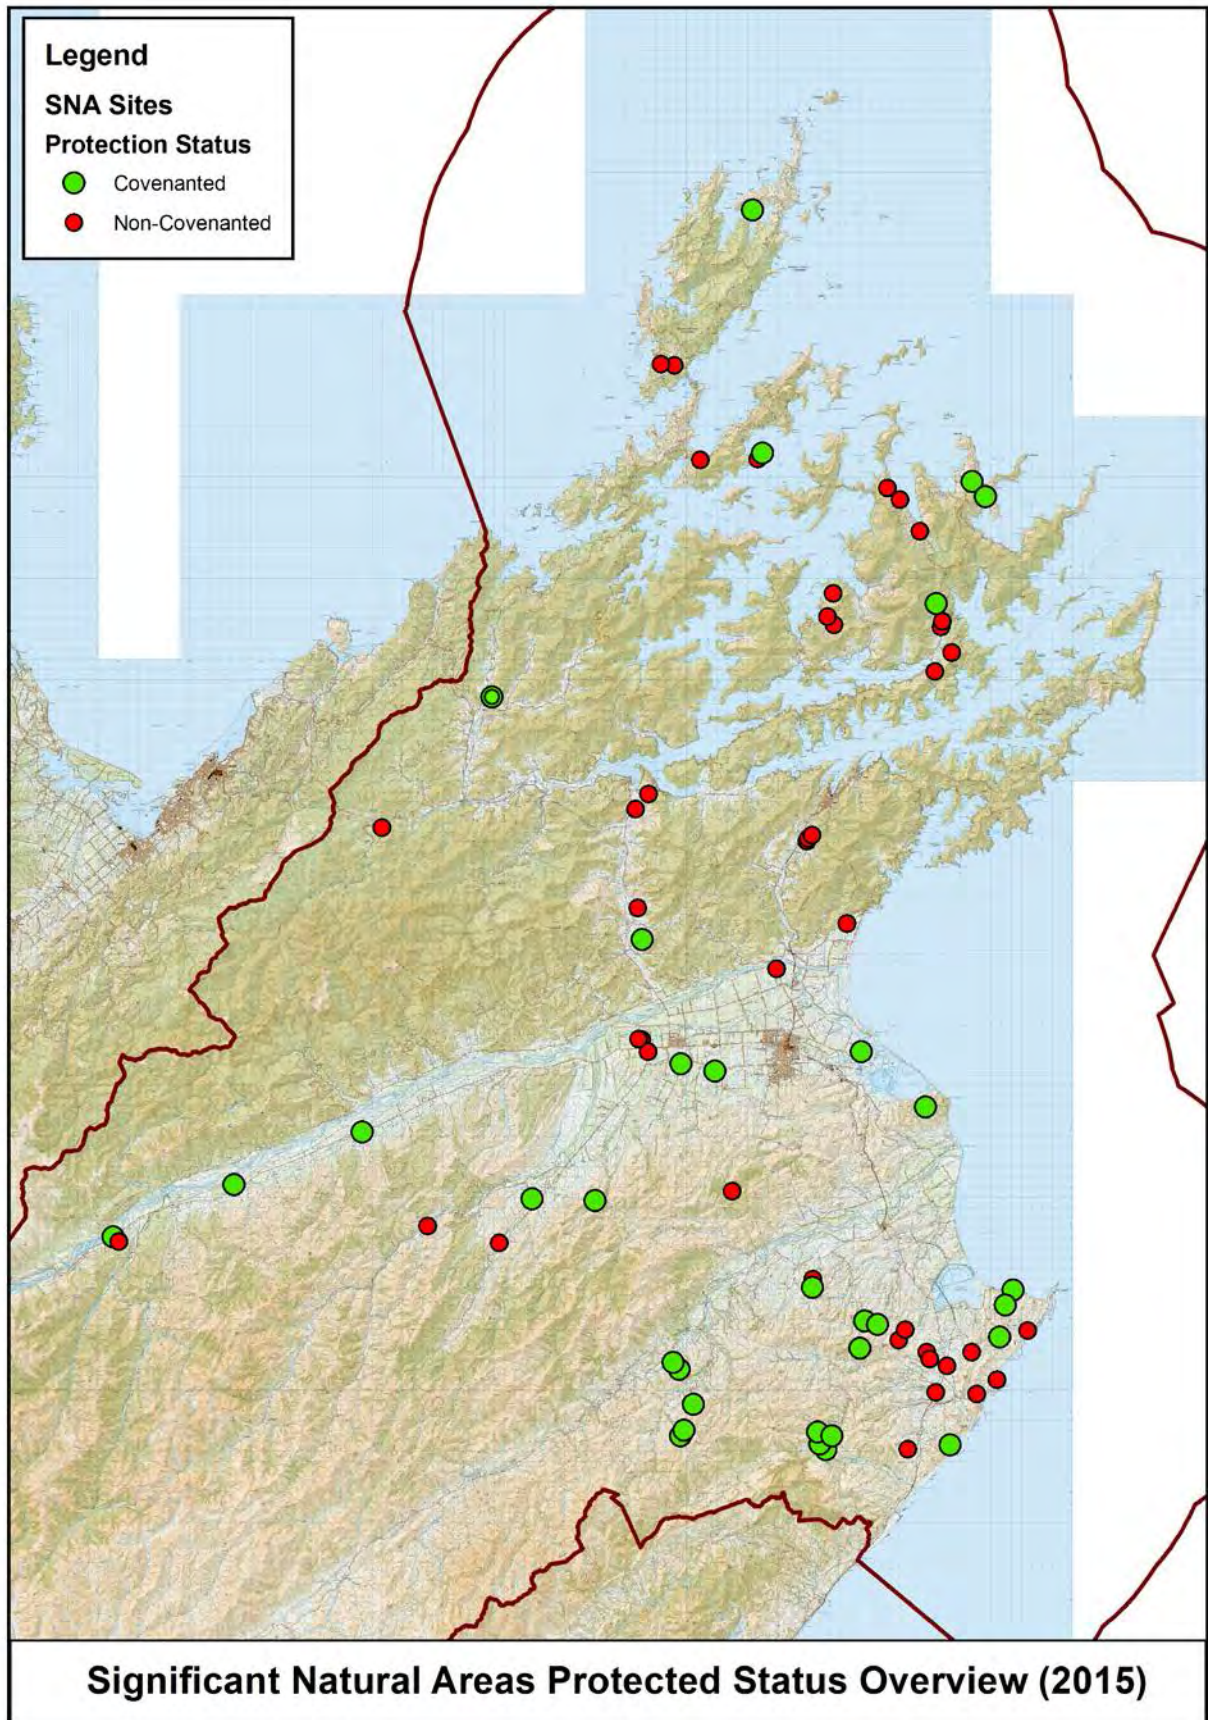 Legend
SNA Sites
Protection Status
Covenanted
Non-Covenanted
Significant Natural Areas Protected Status Overview (2015)